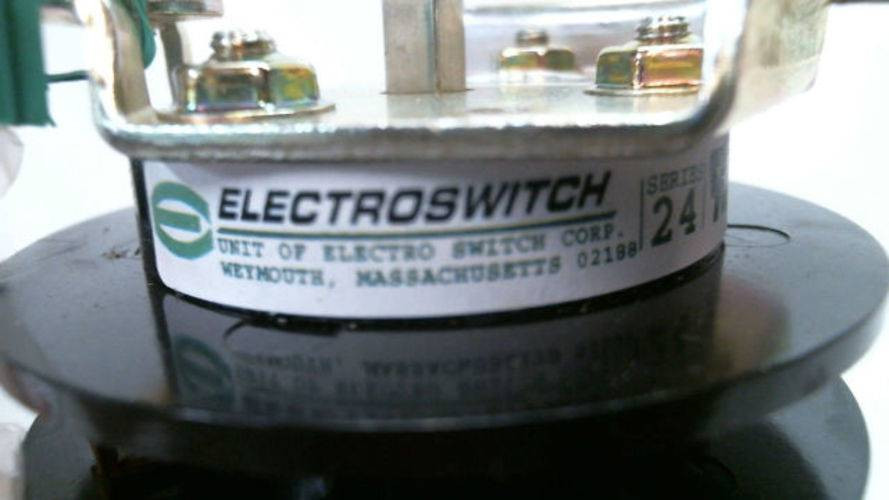 ELECTROSWITCH
UNIT OF ELECTRO SWITCH CORP.
WEYMOUTH, MASSACHUSETTS 02188
SERIES
24